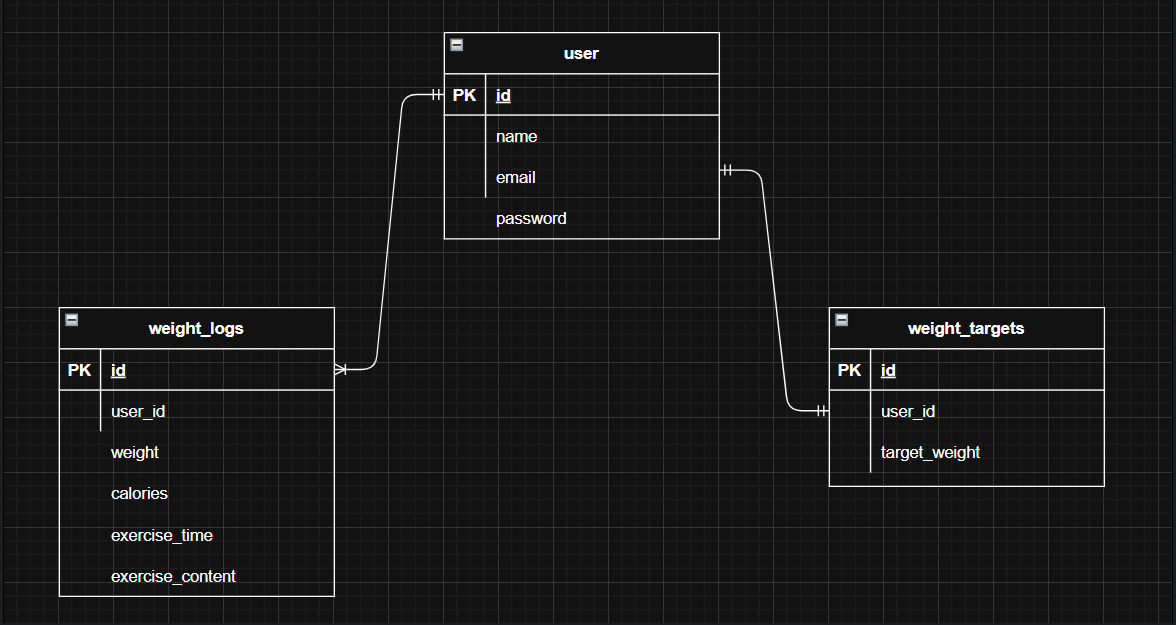 user
PK id
name
email
password
weight_logs
PK id
user_id
weight
calories
exercise_time
exercise_content
weight_targets
PK id
user_id
target_weight